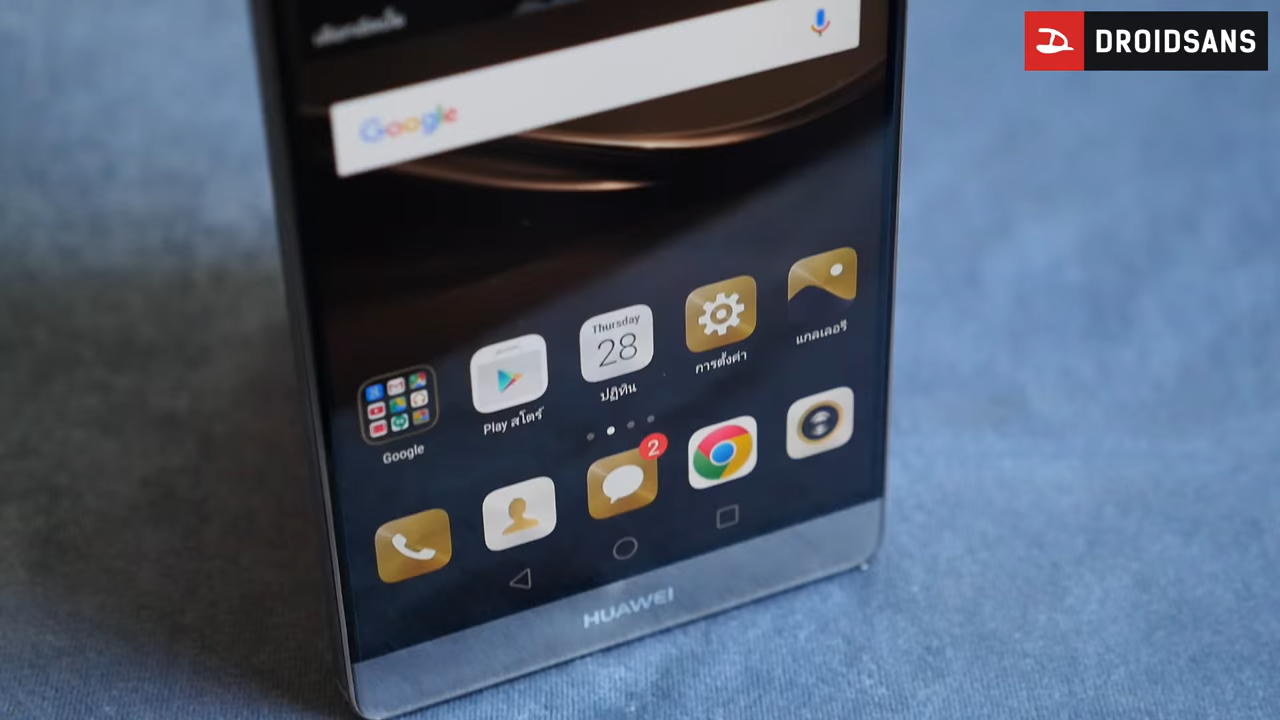 DROIDSANS
Google
Thursday
28
แกลเลอรี
การตั้งค่า
ปฏิทิน
Play สโตร์
Google
2
HUAWEI